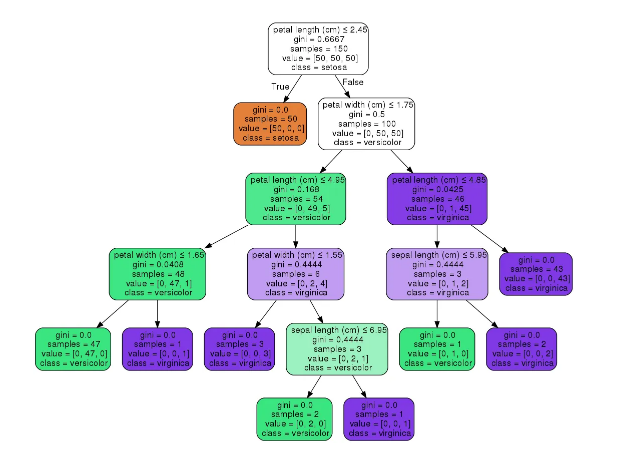 petal length (cm) ≤ 2.45
gini = 0.6667
samples = 150
value = [50, 50, 50]
class = setosa
True
False
gini = 0.0
samples = 50
value = [50, 0, 0]
class = setosa
petal width (cm) ≤ 1.75
gini = 0.5
samples = 100
value = [0, 50, 50]
class = versicolor
petal length (cm) ≤ 4.95
gini = 0.168
samples = 54
value = [0, 49, 5]
class = versicolor
petal length (cm) ≤ 4.85
gini = 0.0425
samples = 46
value = [0, 1, 45]
class = virginica
petal width (cm) ≤ 1.65
gini = 0.0408
samples = 48
value = [0, 47, 1]
class = versicolor
petal width (cm) ≤ 1.55
gini = 0.4444
samples = 6
value = [0, 2, 4]
class = virginica
sepal length (cm) ≤ 5.95
gini = 0.4444
samples = 3
value = [0, 1, 2]
class = virginica
gini = 0.0
samples = 43
value = [0, 0, 43]
class = virginica
gini = 0.0
samples = 47
value = [0, 47, 0]
class = versicolor
gini = 0.0
samples = 1
value = [0, 0, 1]
class = virginica
gini = 0.0
samples = 3
value = [0, 0, 3]
class = virginica
sepal length (cm) ≤ 6.95
gini = 0.4444
samples = 3
value = [0, 2, 1]
class = versicolor
gini = 0.0
samples = 1
value = [0, 1, 0]
class = versicolor
gini = 0.0
samples = 2
value = [0, 0, 2]
class = virginica
gini = 0.0
samples = 2
value = [0, 2, 0]
class = versicolor
gini = 0.0
samples = 1
value = [0, 0, 1]
class = virginica